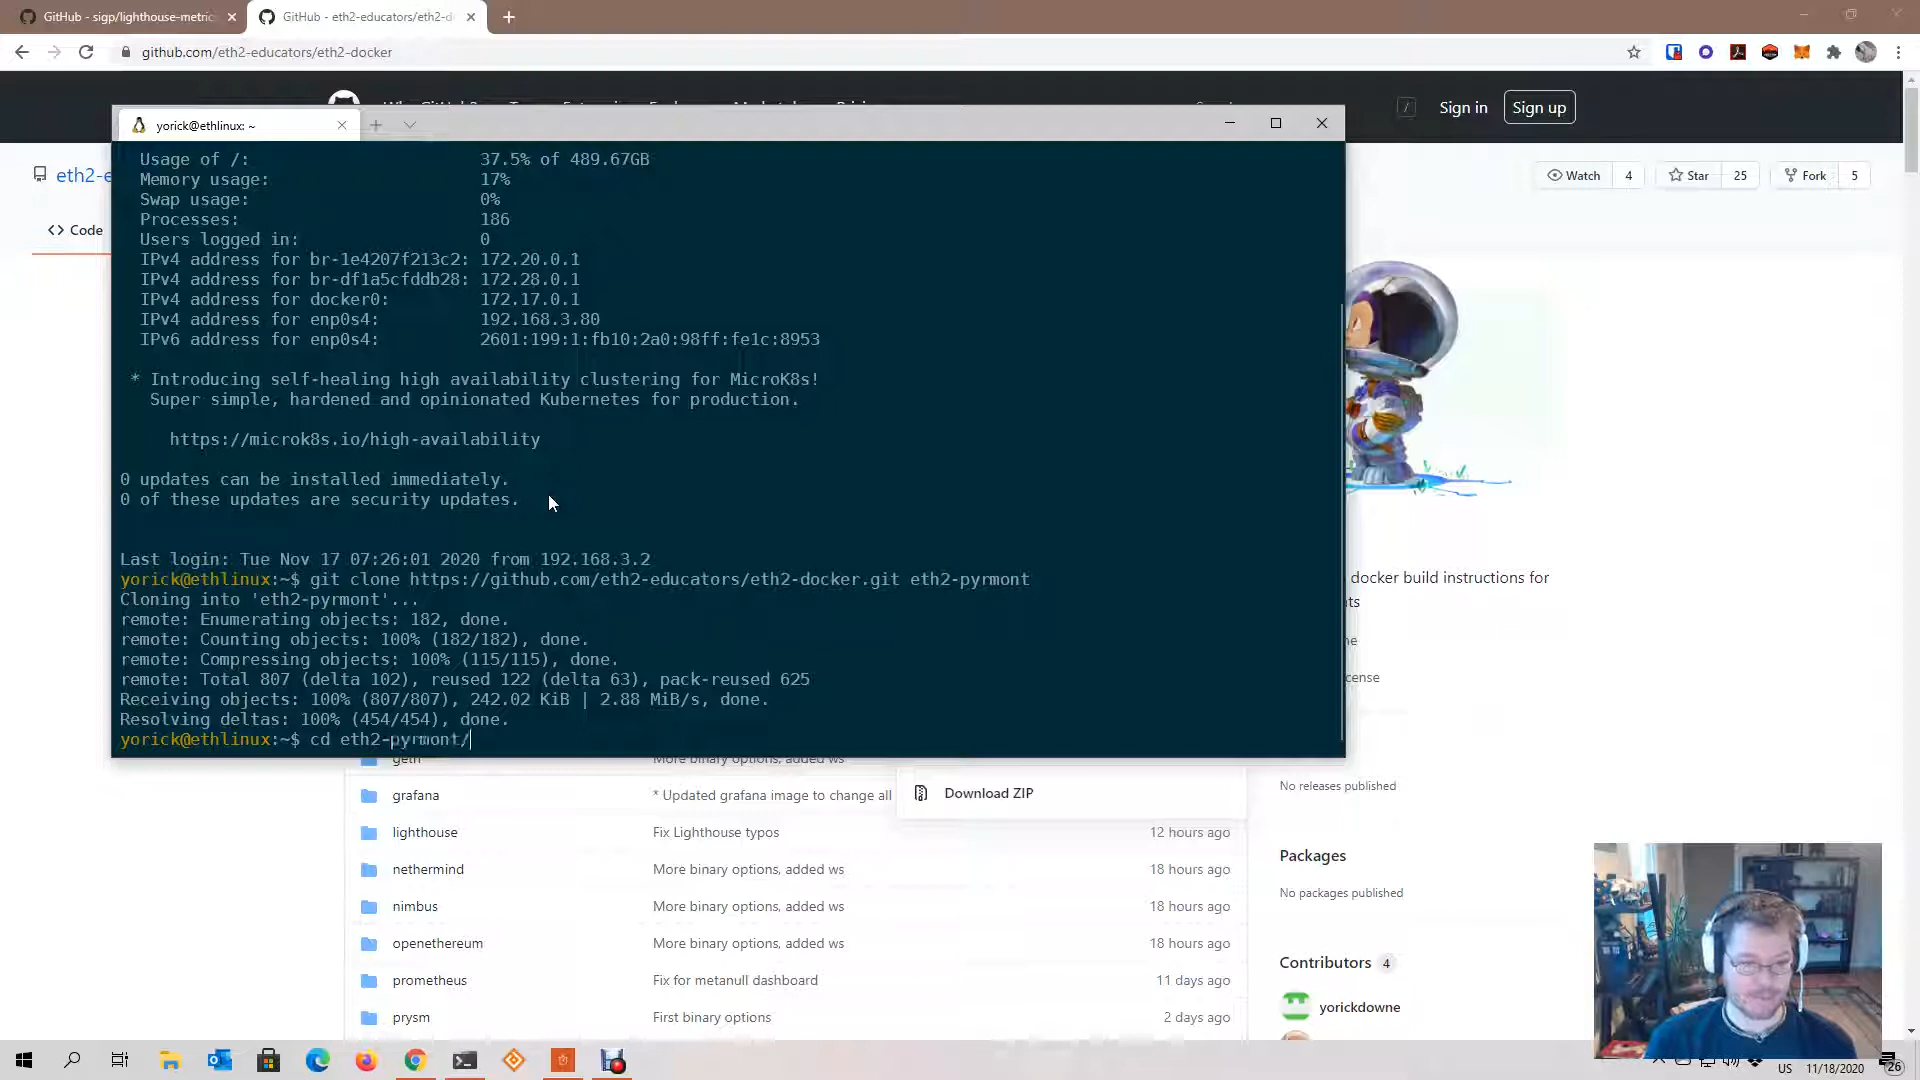 GitHub - sigp/lighthouse-metric
GitHub - eth2-educators/eth2-d
github.com/eth2-educators/eth2-docker
Sign in
Sign up
yorick@ethlinux: ~
eth2-e
Watch 4
Star 25
Fork 5
Code
Usage of /: 37.5% of 489.67GB
Memory usage: 17%
Swap usage: 0%
Processes: 186
Users logged in: 0
IPv4 address for br-1e4207f213c2: 172.20.0.1
IPv4 address for br-df1a5cfddb28: 172.28.0.1
IPv4 address for docker0: 172.17.0.1
IPv4 address for enp0s4: 192.168.3.80
IPv6 address for enp0s4: 2601:199:1:fb10:2a0:98ff:fe1c:8953
* Introducing self-healing high availability clustering for MicroK8s!
Super simple, hardened and opinionated Kubernetes for production.
https://microk8s.io/high-availability
0 updates can be installed immediately.
0 of these updates are security updates.
Last login: Tue Nov 17 07:26:01 2020 from 192.168.3.2
yorick@ethlinux:~$ git clone https://github.com/eth2-educators/eth2-docker.git eth2-pyrmont
Cloning into 'eth2-pyrmont'...
remote: Enumerating objects: 182, done.
remote: Counting objects: 100% (182/182), done.
remote: Compressing objects: 100% (115/115), done.
remote: Total 807 (delta 102), reused 122 (delta 63), pack-reused 625
Receiving objects: 100% (807/807), 242.02 KiB | 2.88 MiB/s, done.
Resolving deltas: 100% (454/454), done.
yorick@ethlinux:~$ cd eth2-pyrmont/
docker build instructions for
nts
ne
cense
geth More binary options, added ws
Download ZIP
grafana * Updated grafana image to change all
lighthouse Fix Lighthouse typos 12 hours ago
nethermind More binary options, added ws 18 hours ago
nimbus More binary options, added ws 18 hours ago
openethereum More binary options, added ws 18 hours ago
prometheus Fix for metanull dashboard 11 days ago
prysm First binary options 2 days ago
No releases published
Packages
No packages published
Contributors 4
yorickdowne
US
11/18/2020
26